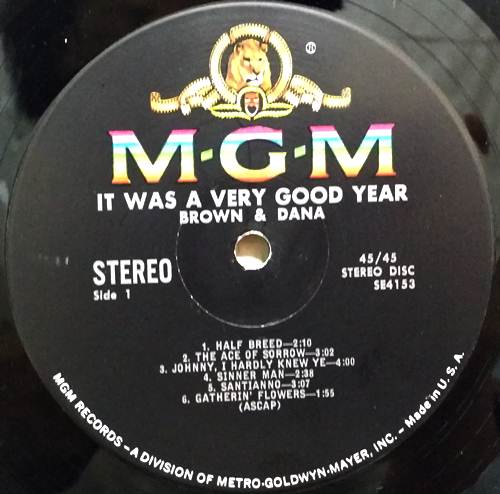 ®
M·G·M
IT WAS A VERY GOOD YEAR
BROWN & DANA
STEREO
Side 1
45/45
STEREO DISC
SE4153
1. HALF BREED—2:10
2. THE ACE OF SORROW—3:02
3. JOHNNY, I HARDLY KNEW YE—4:00
4. SINNER MAN—2:38
5. SANTIANNO—3:07
6. GATHERIN' FLOWERS—1:55
(ASCAP)
MGM RECORDS – A DIVISION OF METRO-GOLDWYN-MAYER, INC. – Made in U.S.A.